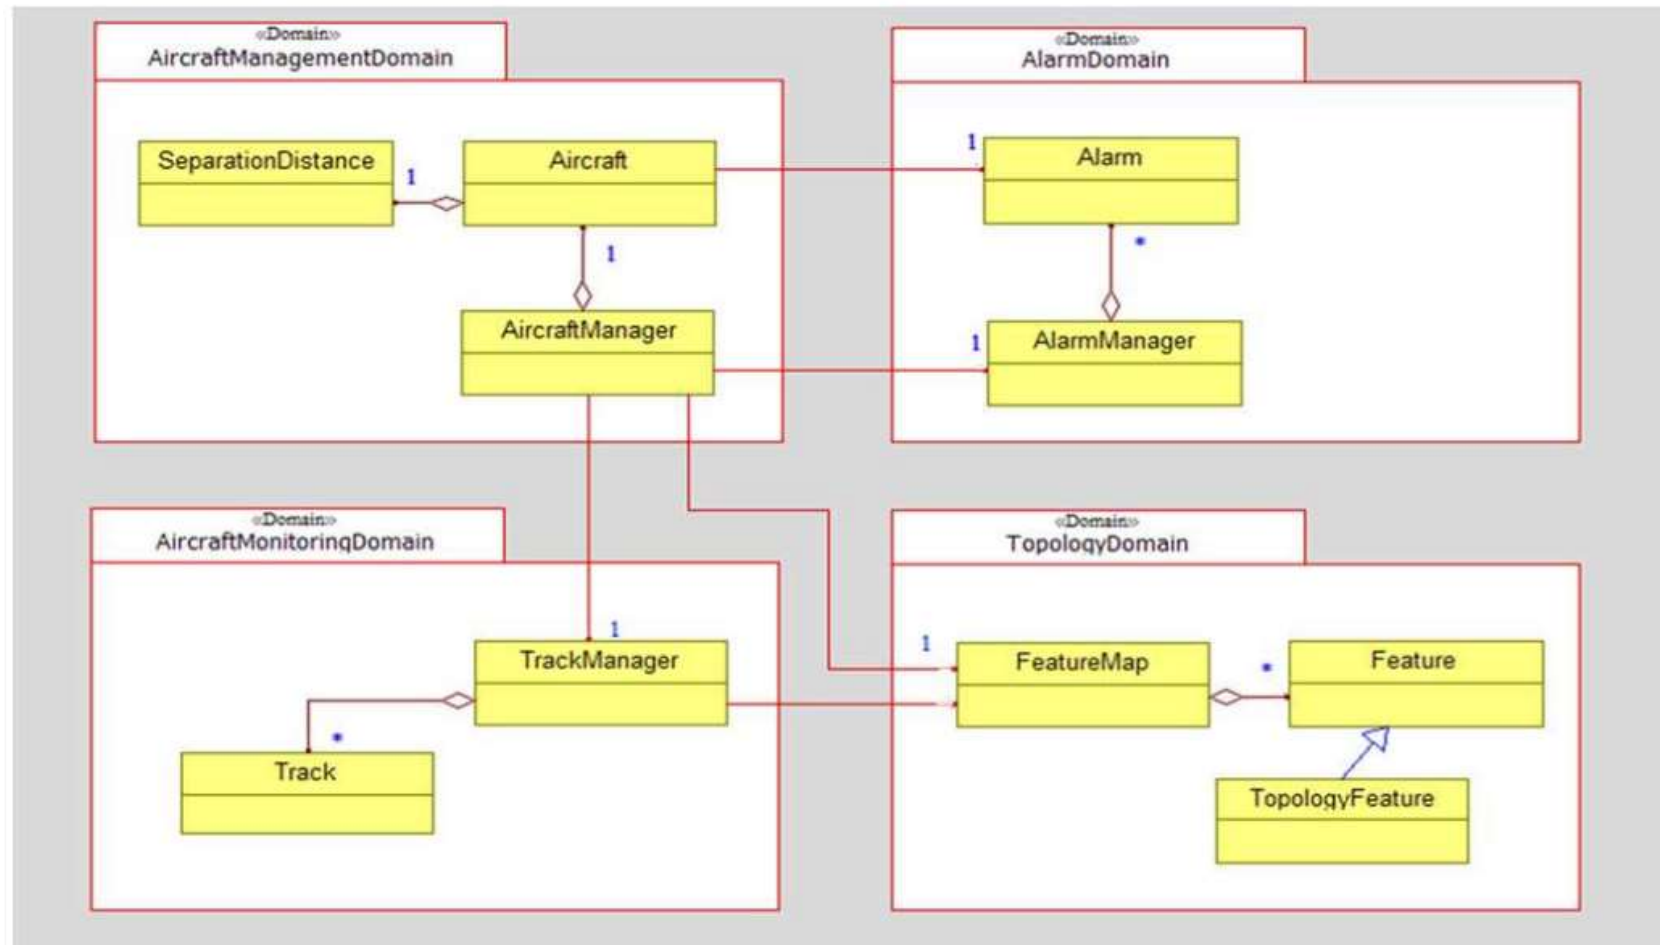 «Domain»
AircraftManagementDomain
SeparationDistance
1
Aircraft
1
AircraftManager
«Domain»
AlarmDomain
1
Alarm
*
1
AlarmManager
«Domain»
AircraftMonitoringDomain
1
TrackManager
*
Track
«Domain»
TopologyDomain
1
FeatureMap
*
Feature
TopologyFeature